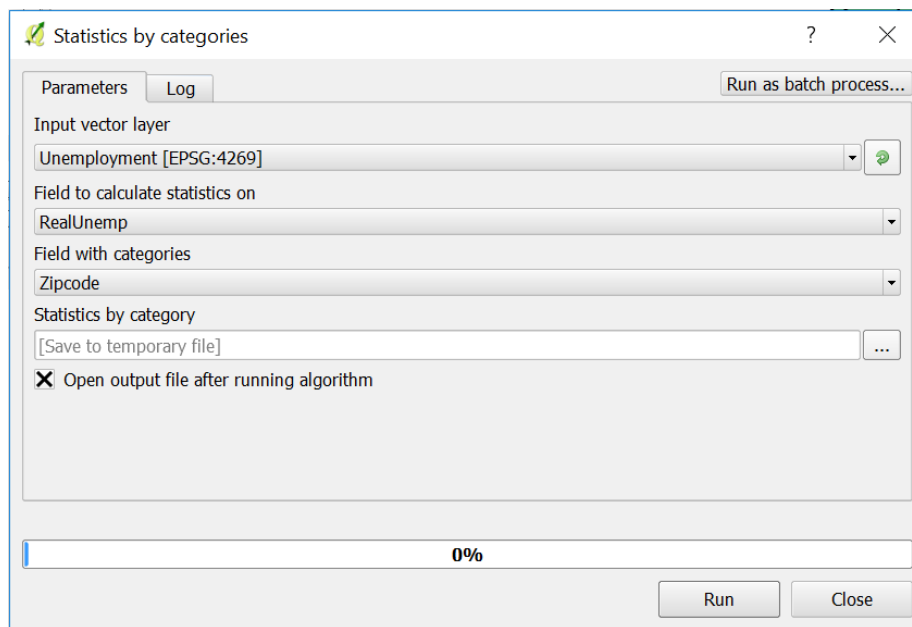 Statistics by categories
?
Parameters
Log
Run as batch process...
Input vector layer
Unemployment [EPSG:4269]
Field to calculate statistics on
RealUnemp
Field with categories
Zipcode
Statistics by category
[Save to temporary file]
...
Open output file after running algorithm
0%
Run
Close